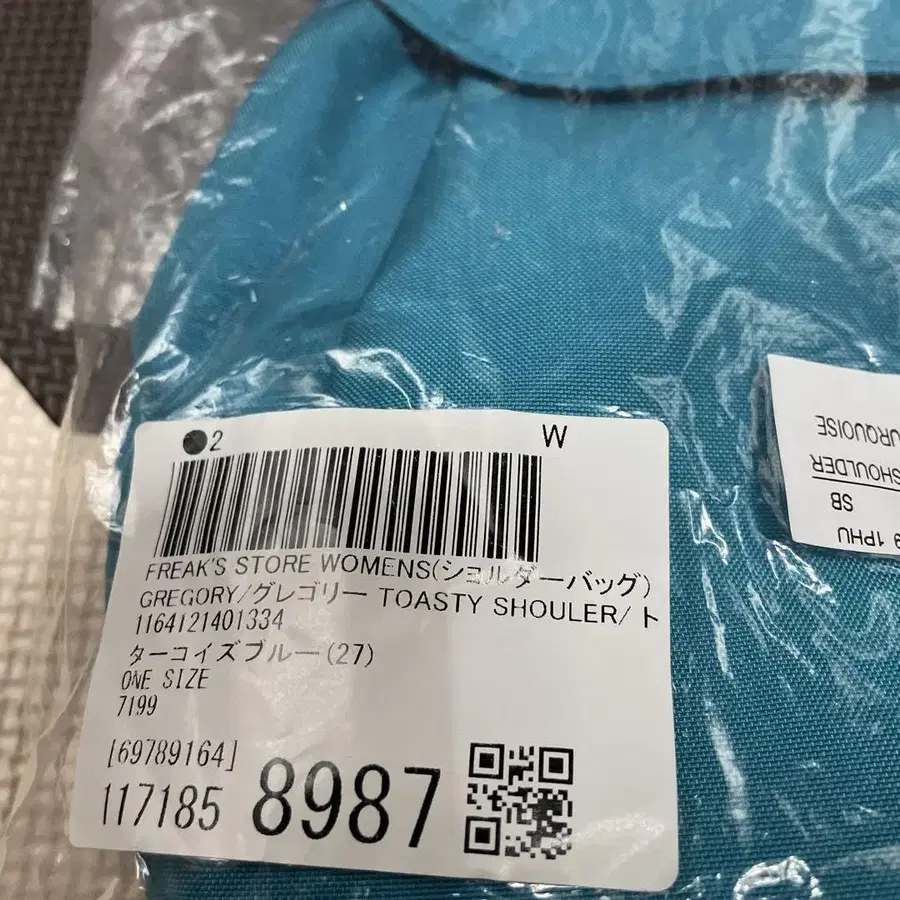 ●2 W
FREAK'S STORE WOMENS(ショルダーバッグ)
GREGORY/グレゴリー TOASTY SHOULER/ト
1164121401334
ターコイズブルー(27)
ONE SIZE
7199
[69789164]
117185 8987
9 1PHU
SB
SHOULDER
URQUOISE